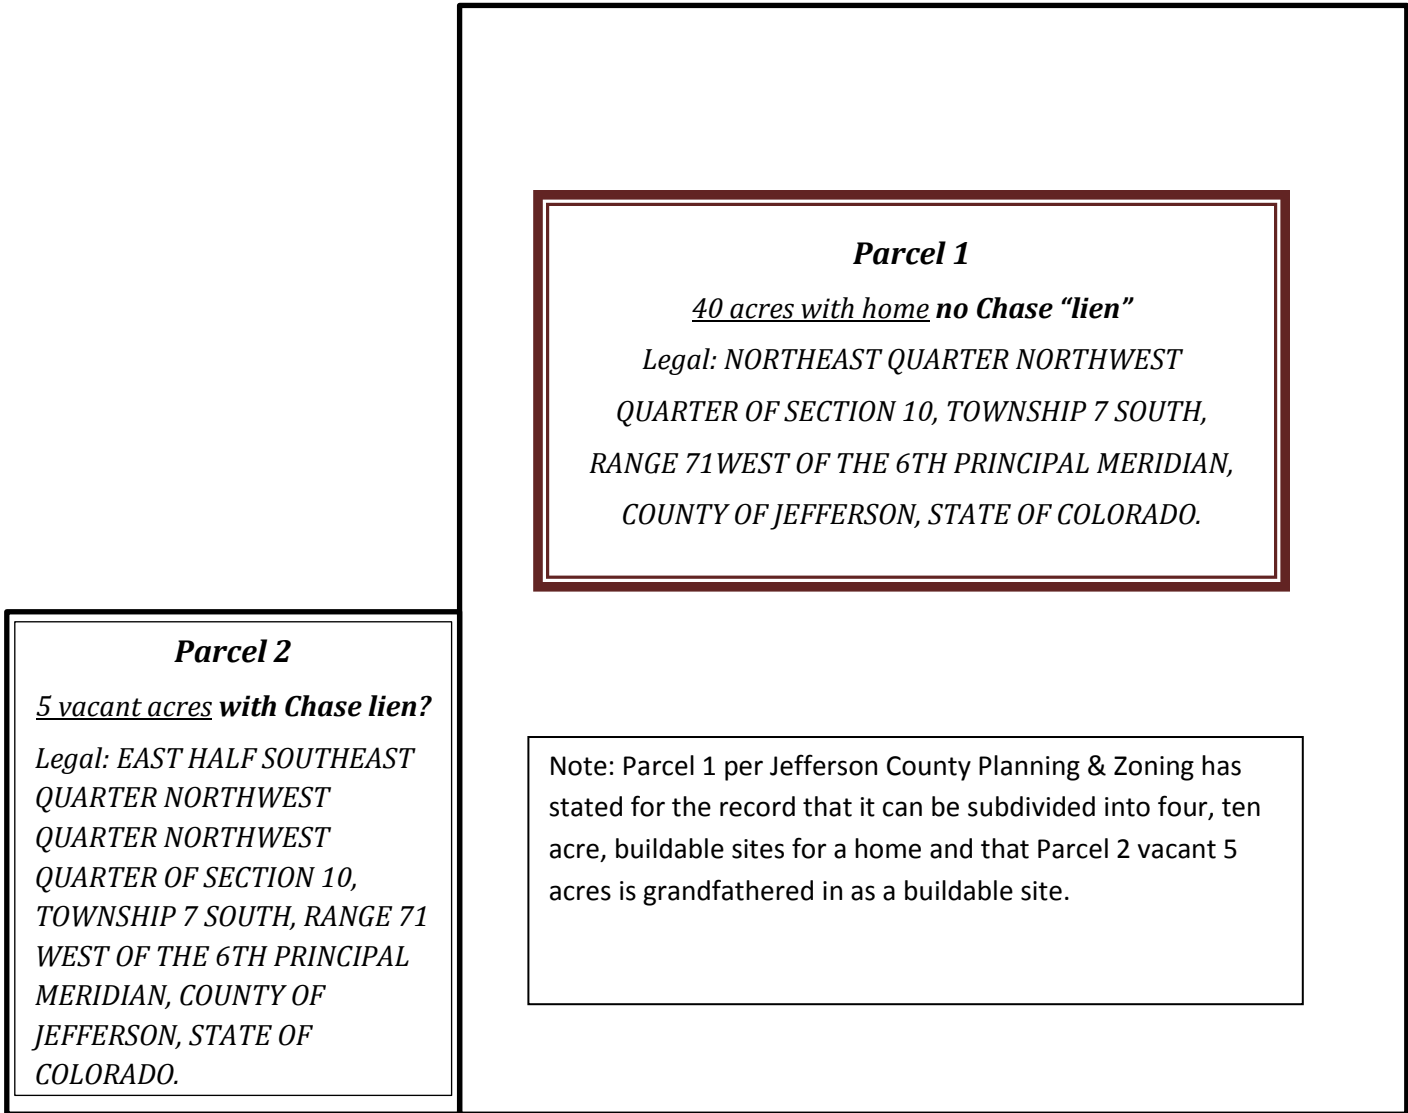 Parcel 1
40 acres with home no Chase “lien”
Legal: NORTHEAST QUARTER NORTHWEST
QUARTER OF SECTION 10, TOWNSHIP 7 SOUTH,
RANGE 71WEST OF THE 6TH PRINCIPAL MERIDIAN,
COUNTY OF JEFFERSON, STATE OF COLORADO.
Parcel 2
5 vacant acres with Chase lien?
Legal: EAST HALF SOUTHEAST
QUARTER NORTHWEST
QUARTER NORTHWEST
QUARTER OF SECTION 10,
TOWNSHIP 7 SOUTH, RANGE 71
WEST OF THE 6TH PRINCIPAL
MERIDIAN, COUNTY OF
JEFFERSON, STATE OF
COLORADO.
Note: Parcel 1 per Jefferson County Planning & Zoning has
stated for the record that it can be subdivided into four, ten
acre, buildable sites for a home and that Parcel 2 vacant 5
acres is grandfathered in as a buildable site.